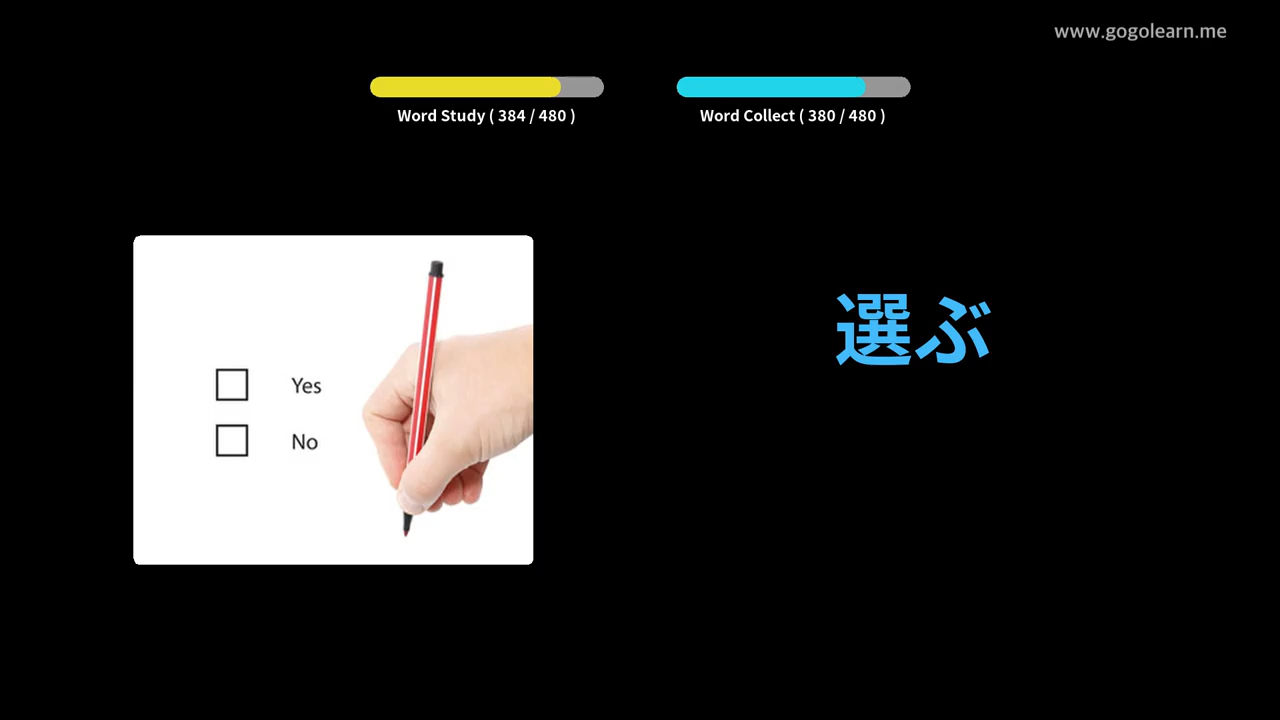 www.gogolearn.me
Word Study ( 384 / 480 )
Word Collect ( 380 / 480 )
選ぶ
Yes
No